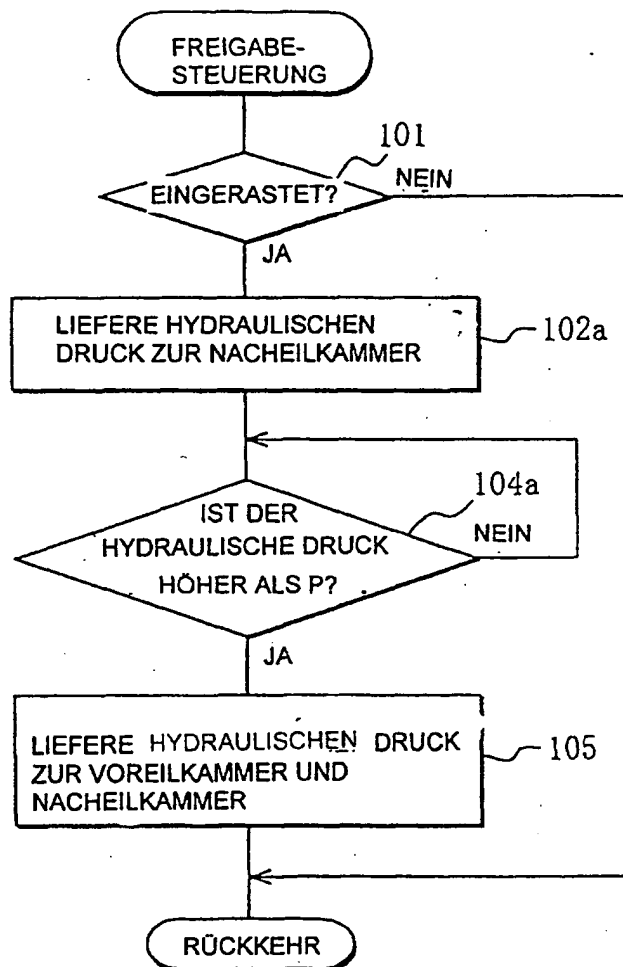 FREIGABE-
STEUERUNG
101
EINGERASTET?
NEIN
JA
LIEFERE HYDRAULISCHEN
DRUCK ZUR NACHEILKAMMER
102a
104a
IST DER
HYDRAULISCHE DRUCK
HÖHER ALS P?
NEIN
JA
LIEFERE HYDRAULISCHEN DRUCK
ZUR VOREILKAMMER UND
NACHEILKAMMER
105
RÜCKKEHR